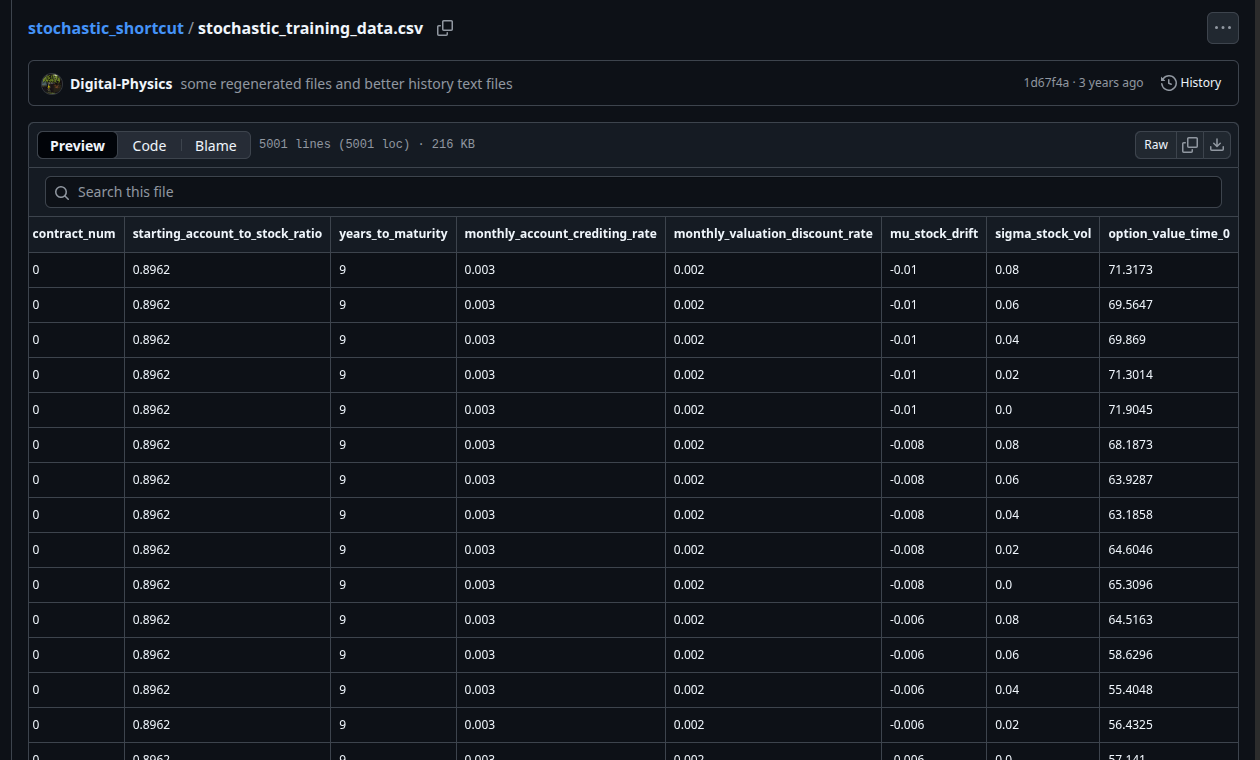 stochastic_shortcut / stochastic_training_data.csv
Digital-Physics some regenerated files and better history text files 1d67f4a · 3 years ago History
Preview Code Blame 5001 lines (5001 loc) · 216 KB Raw
Search this file
contract_num starting_account_to_stock_ratio years_to_maturity monthly_account_crediting_rate monthly_valuation_discount_rate mu_stock_drift sigma_stock_vol option_value_time_0
0 0.8962 9 0.003 0.002 -0.01 0.08 71.3173
0 0.8962 9 0.003 0.002 -0.01 0.06 69.5647
0 0.8962 9 0.003 0.002 -0.01 0.04 69.869
0 0.8962 9 0.003 0.002 -0.01 0.02 71.3014
0 0.8962 9 0.003 0.002 -0.01 0.0 71.9045
0 0.8962 9 0.003 0.002 -0.008 0.08 68.1873
0 0.8962 9 0.003 0.002 -0.008 0.06 63.9287
0 0.8962 9 0.003 0.002 -0.008 0.04 63.1858
0 0.8962 9 0.003 0.002 -0.008 0.02 64.6046
0 0.8962 9 0.003 0.002 -0.008 0.0 65.3096
0 0.8962 9 0.003 0.002 -0.006 0.08 64.5163
0 0.8962 9 0.003 0.002 -0.006 0.06 58.6296
0 0.8962 9 0.003 0.002 -0.006 0.04 55.4048
0 0.8962 9 0.003 0.002 -0.006 0.02 56.4325
0 0.8962 9 0.003 0.002 -0.006 0.0 57.141